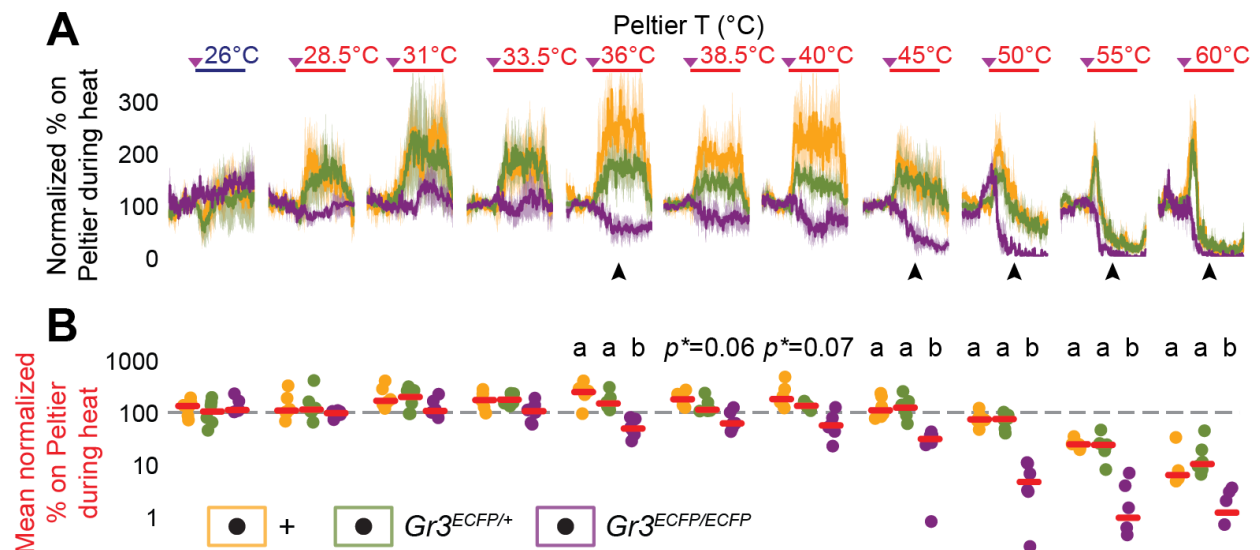 A
Peltier T (°C)
26°C 28.5°C 31°C 33.5°C 36°C 38.5°C 40°C 45°C 50°C 55°C 60°C
Normalized % on
Peltier during heat
300
200
100
0
B
Mean normalized
% on Peltier
during heat
1000
100
10
1
a a b p*=0.06 p*=0.07 a a b a a b a a b a a b
+ Gr3ECFP/+ Gr3ECFP/ECFP